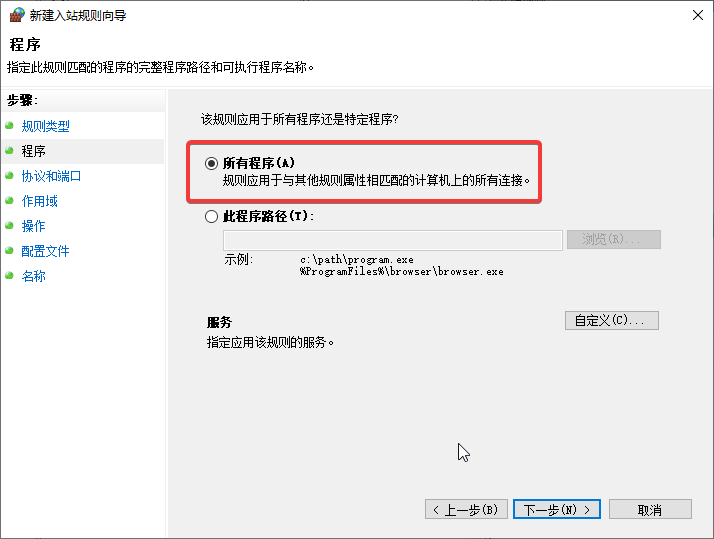 新建入站规则向导
程序
指定此规则匹配的程序的完整程序路径和可执行程序名称。
步骤:
规则类型
程序
协议和端口
作用域
操作
配置文件
名称
该规则应用于所有程序还是特定程序?
所有程序(A)
规则应用于与其他规则属性相匹配的计算机上的所有连接。
此程序路径(T):
浏览(R)...
示例:
c:\path\program.exe
%ProgramFiles%\browser\browser.exe
服务
自定义(C)...
指定应用该规则的服务。
< 上一步(B)
下一步(N) >
取消